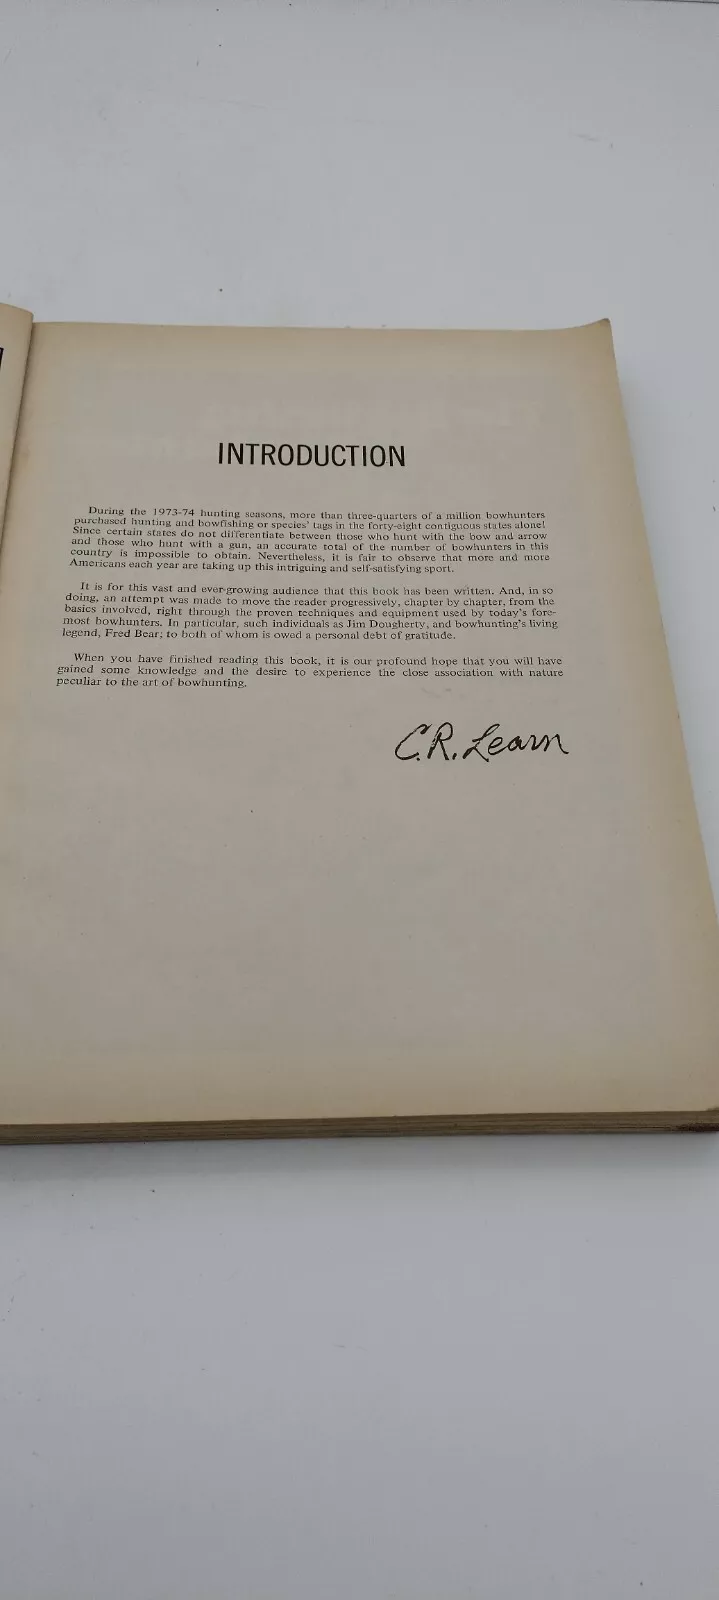 INTRODUCTION
During the 1973-74 hunting seasons, more than three-quarters of a million bowhunters
purchased hunting and bowfishing or species' tags in the forty-eight contiguous states alone!
Since certain states do not differentiate between those who hunt with the bow and arrow
and those who hunt with a gun, an accurate total of the number of bowhunters in this
country is impossible to obtain. Nevertheless, it is fair to observe that more and more
Americans each year are taking up this intriguing and self-satisfying sport.
It is for this vast and ever-growing audience that this book has been written. And, in so
doing, an attempt was made to move the reader progressively, chapter by chapter, from the
basics involved, right through the proven techniques and equipment used by today's fore-
most bowhunters. In particular, such individuals as Jim Dougherty, and bowhunting's living
legend, Fred Bear; to both of whom is owed a personal debt of gratitude.
When you have finished reading this book, it is our profound hope that you will have
gained some knowledge and the desire to experience the close association with nature
peculiar to the art of bowhunting.
C.R. Learn